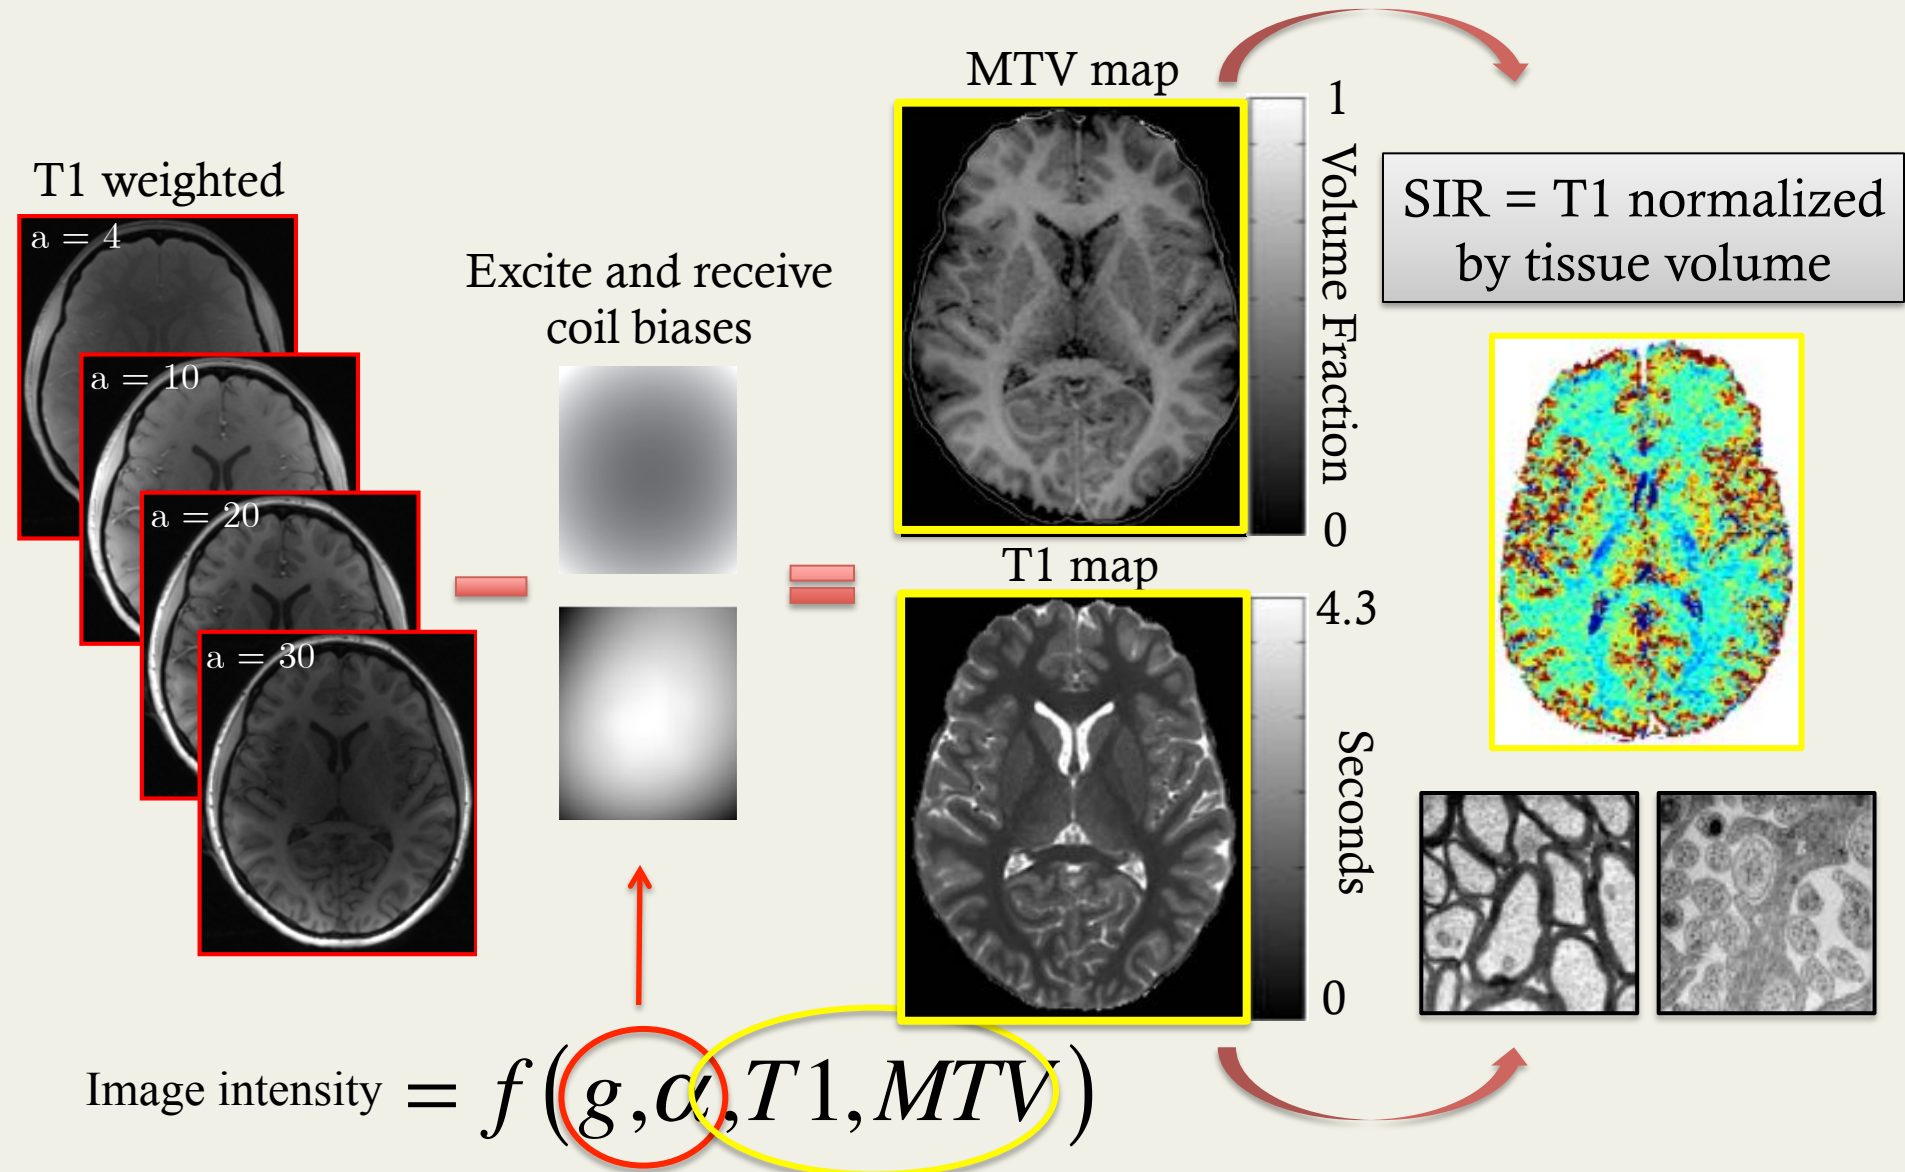 T1 weighted
a = 4
a = 10
a = 20
a = 30
Excite and receive
coil biases
MTV map
1
Volume Fraction
0
T1 map
4.3
Seconds
0
SIR = T1 normalized
by tissue volume
Image intensity = f(g,α,T1,MTV)